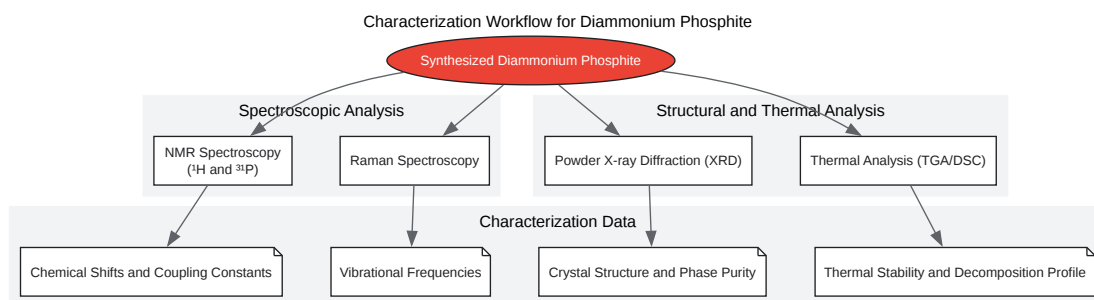 Characterization Workflow for Diammonium Phosphite
Synthesized Diammonium Phosphite
Spectroscopic Analysis
Structural and Thermal Analysis
NMR Spectroscopy
(¹H and ³¹P)
Raman Spectroscopy
Powder X-ray Diffraction (XRD)
Thermal Analysis (TGA/DSC)
Characterization Data
Chemical Shifts and Coupling Constants
Vibrational Frequencies
Crystal Structure and Phase Purity
Thermal Stability and Decomposition Profile